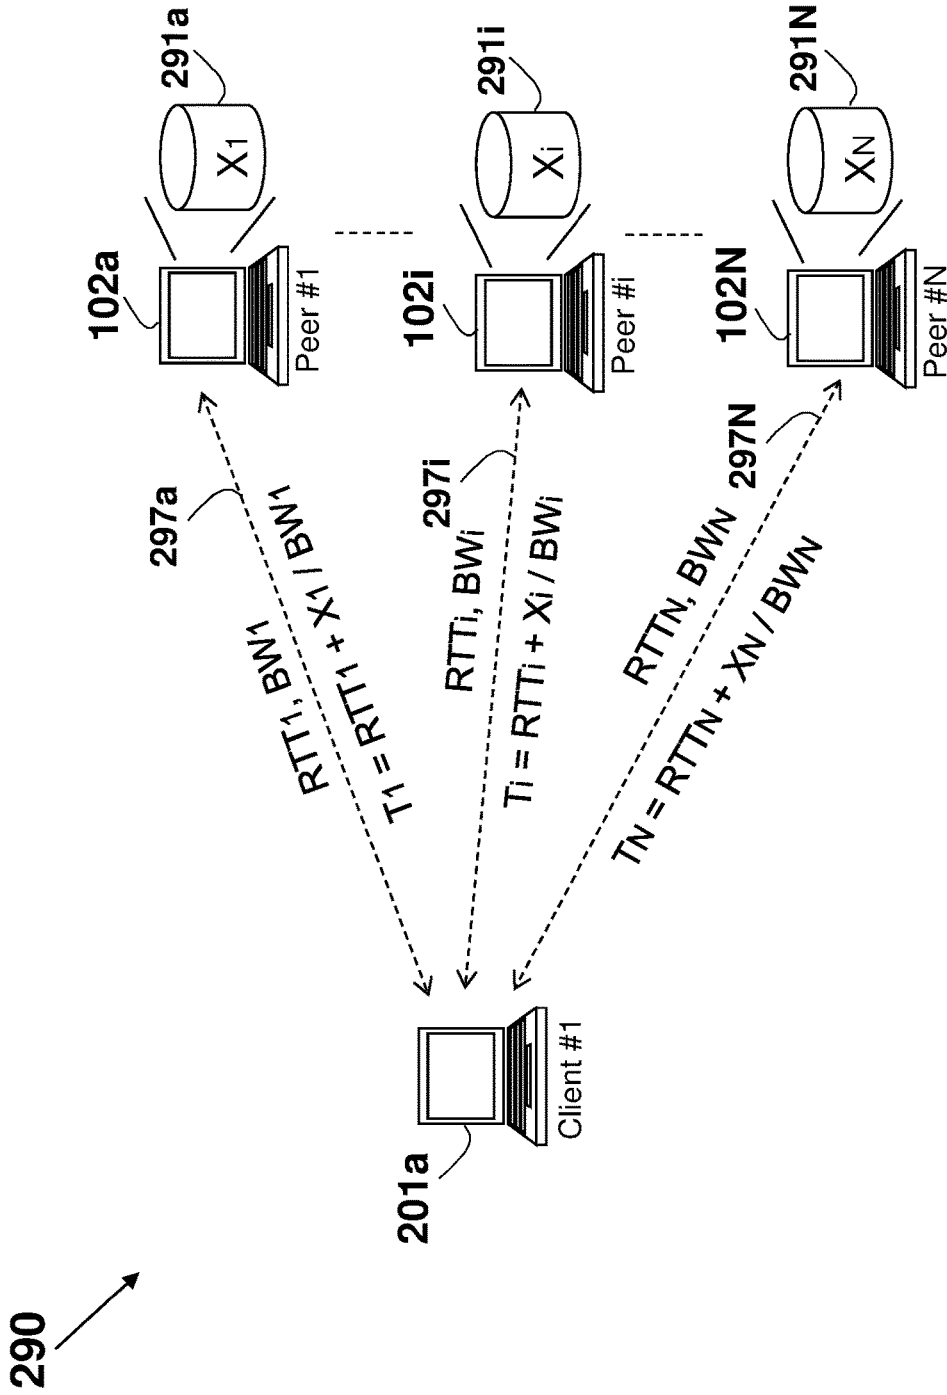 290
201a
Client #1
297a
RTT1, BW1
T1 = RTT1 + X1 / BW1
102a
Peer #1
291a
X1
297i
RTTi, BWi
Ti = RTTi + Xi / BWi
102i
Peer #i
291i
Xi
297N
RTTN, BWN
TN = RTTN + XN / BWN
102N
Peer #N
291N
XN